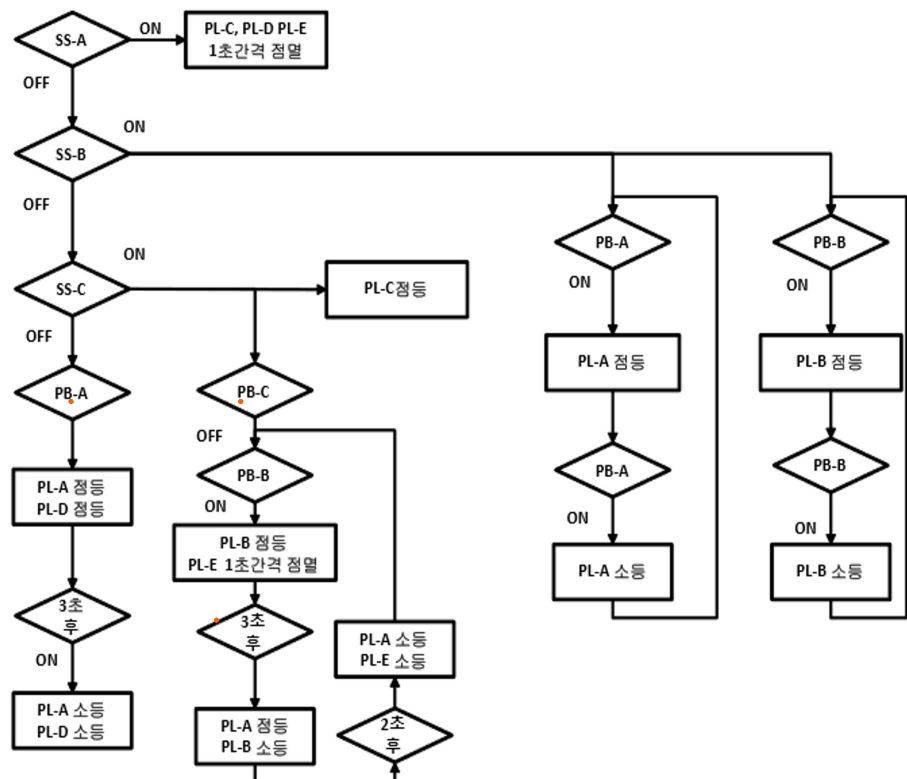 SS-A
ON
PL-C, PL-D PL-E
1초간격 점멸
OFF
ON
SS-B
OFF
ON
SS-C
PL-C점등
OFF
PB-A
PB-C
OFF
PB-B
ON
PL-A 점등
PL-D 점등
PL-B 점등
PL-E 1초간격 점멸
3초
후
ON
PL-A 소등
PL-D 소등
3초
후
PL-A 점등
PL-B 소등
PL-A 소등
PL-E 소등
2초
후
PB-A
ON
PL-A 점등
PB-A
ON
PL-A 소등
PB-B
ON
PL-B 점등
PB-B
ON
PL-B 소등